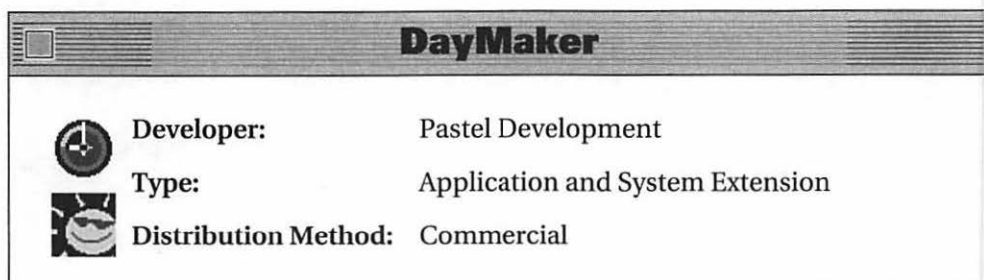 DayMaker
Developer: Pastel Development
Type: Application and System Extension
Distribution Method: Commercial